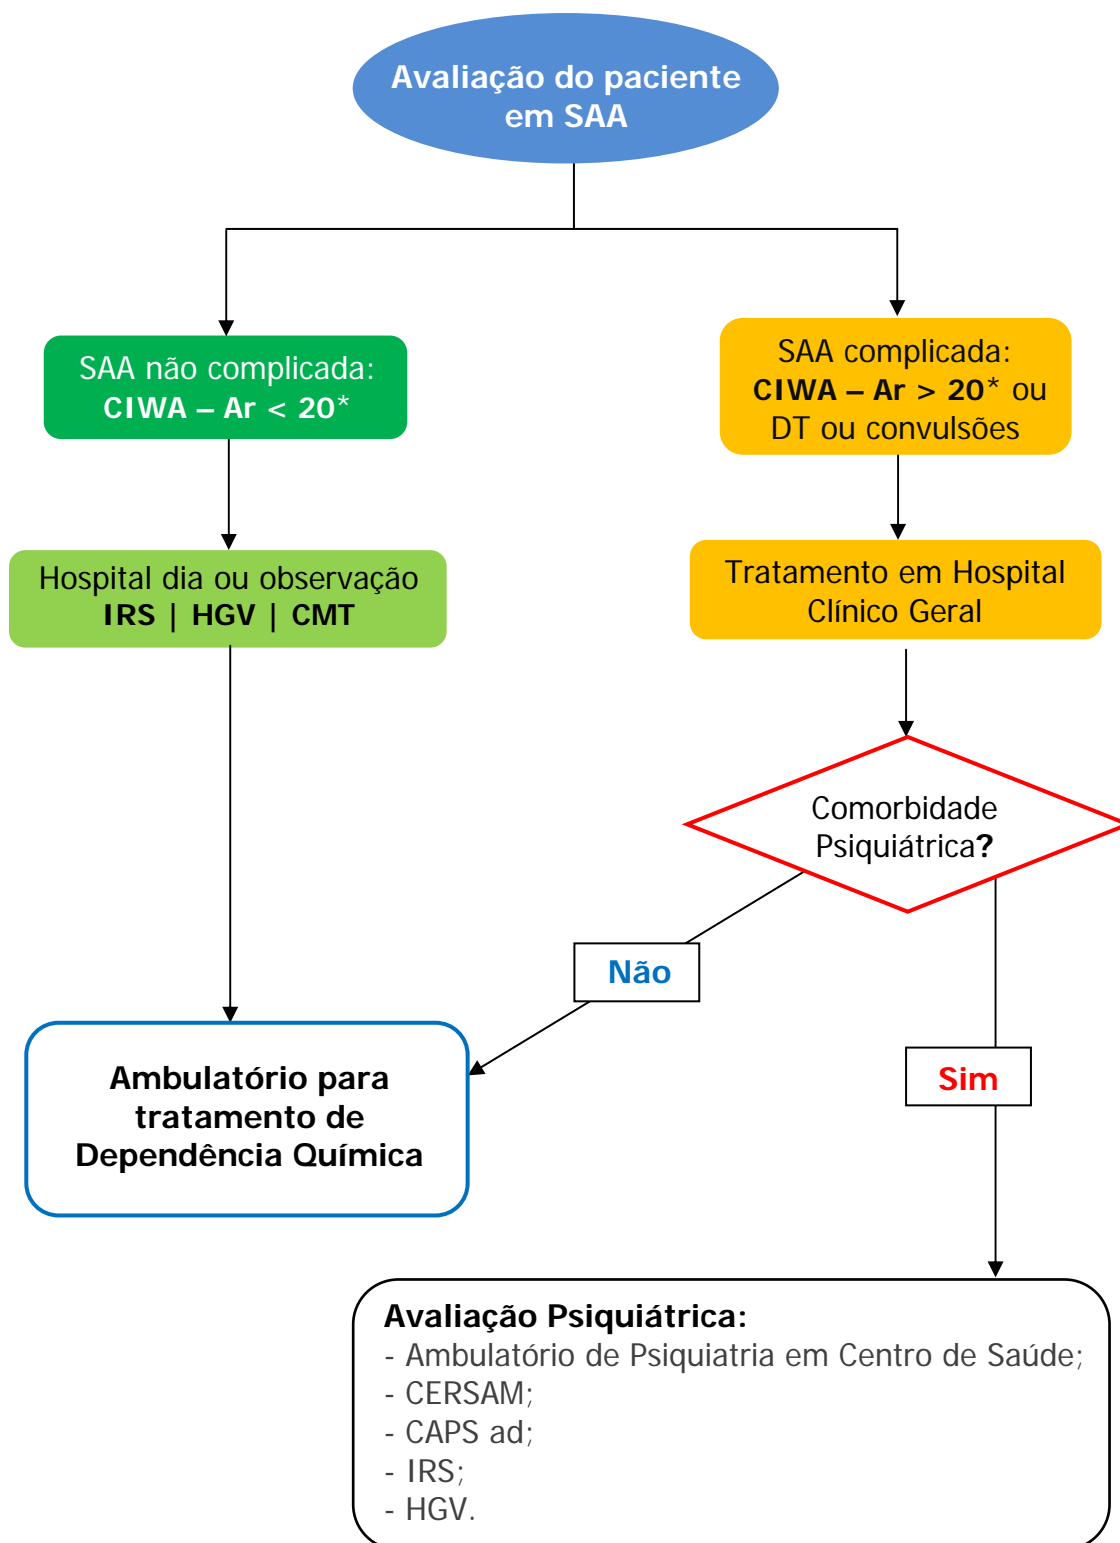 Avaliação do paciente
em SAA
SAA não complicada:
CIWA – Ar < 20*
SAA complicada:
CIWA – Ar > 20* ou
DT ou convulsões
Hospital dia ou observação
IRS | HGV | CMT
Tratamento em Hospital
Clínico Geral
Comorbidade
Psiquiátrica?
Não
Sim
Ambulatório para
tratamento de
Dependência Química
Avaliação Psiquiátrica:
- Ambulatório de Psiquiatria em Centro de Saúde;
- CERSAM;
- CAPS ad;
- IRS;
- HGV.